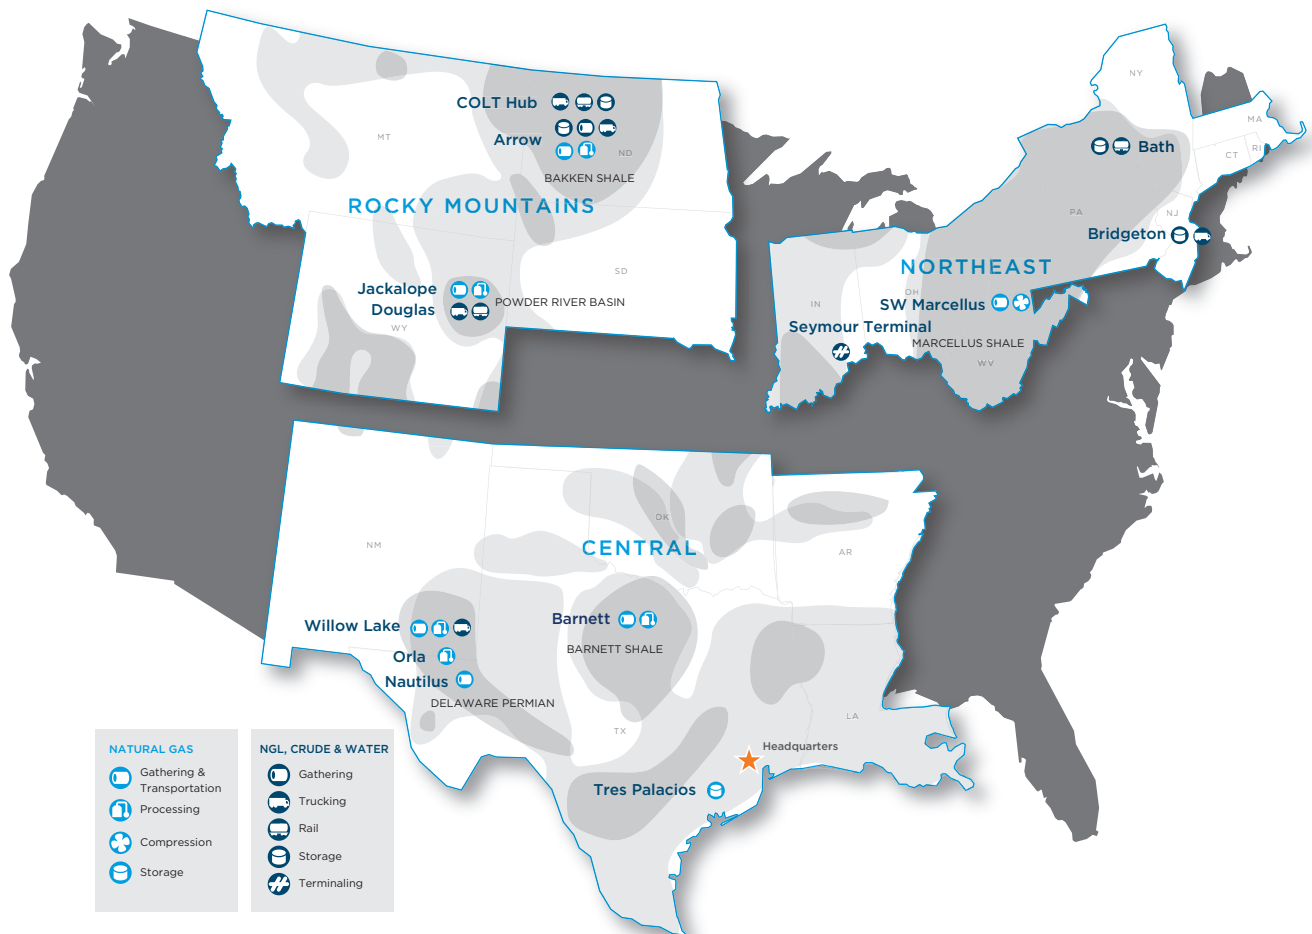 COLT Hub
Arrow
ND
MT
BAKKEN SHALE
ROCKY MOUNTAINS
SD
Jackalope
POWDER RIVER BASIN
Douglas
WY
NY
MA
Bath
CT
RI
PA
NJ
Bridgeton
NORTHEAST
OH
IN
SW Marcellus
Seymour Terminal
MARCELLUS SHALE
WV
OK
NM
CENTRAL
AR
Willow Lake
Barnett
BARNETT SHALE
Orla
Nautilus
DELAWARE PERMIAN
TX
LA
Headquarters
Tres Palacios
NATURAL GAS
Gathering &
Transportation
Processing
Compression
Storage
NGL, CRUDE & WATER
Gathering
Trucking
Rail
Storage
Terminaling